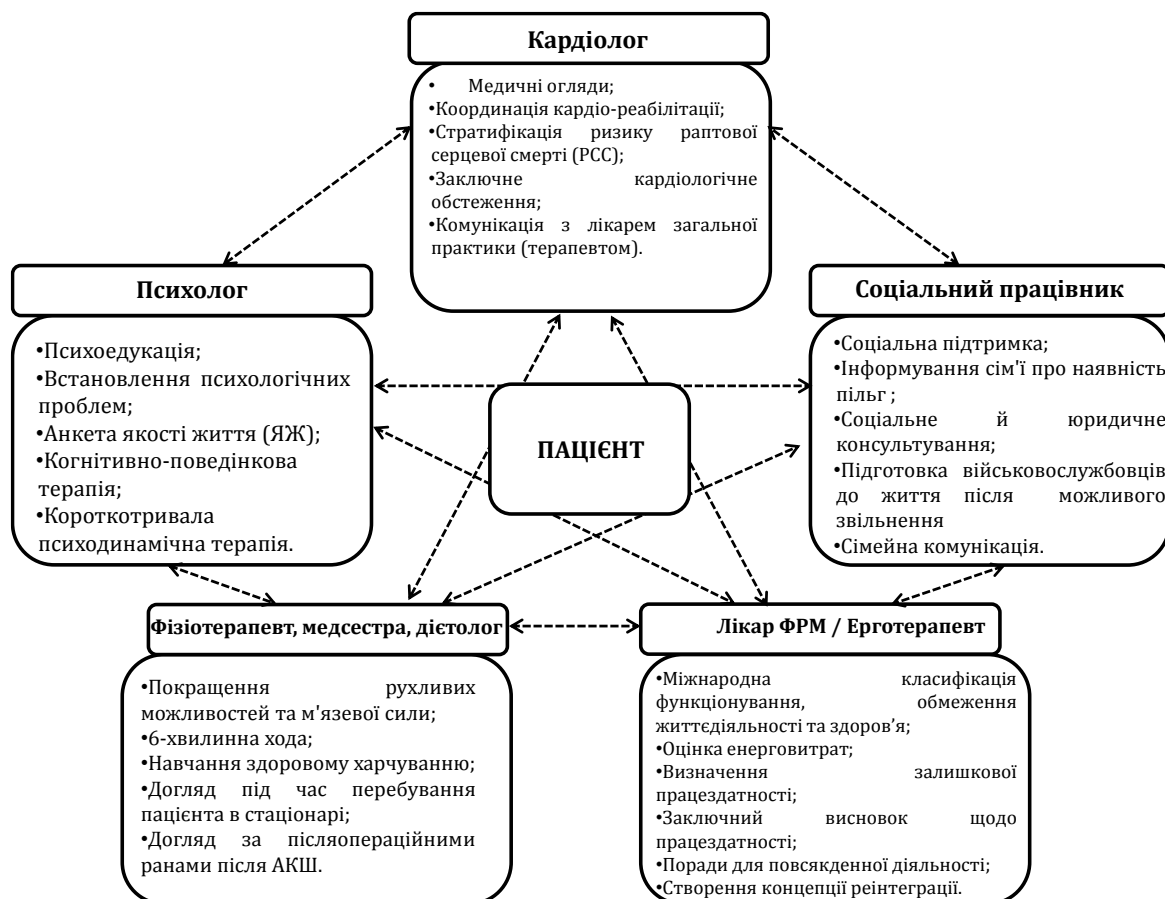 Кардіолог
• Медичні огляди;
•Координація кардіо-реабілітації;
•Стратифікація ризику раптової
серцевої смерті (РСС);
•Заключне кардіологічне
обстеження;
•Комунікація з лікарем загальної
практики (терапевтом).
Психолог
•Психоедукація;
•Встановлення психологічних
проблем;
•Анкета якості життя (ЯЖ);
•Когнітивно-поведінкова
терапія;
•Короткотривала
психодинамічна терапія.
ПАЦІЄНТ
Соціальний працівник
•Соціальна підтримка;
•Інформування сім'ї про наявність
пільг ;
•Соціальне й юридичне
консультування;
•Підготовка військовослужбовців
до життя після можливого
звільнення
•Сімейна комунікація.
Фізіотерапевт, медсестра, дієтолог
•Покращення рухливих
можливостей та м'язевої сили;
•6-хвилинна хода;
•Навчання здоровому харчуванню;
•Догляд під час перебування
пацієнта в стаціонарі;
•Догляд за післяопераційними
ранами після АКШ.
Лікар ФРМ / Ерготерапевт
•Міжнародна класифікація
функціонування, обмеження
життєдіяльності та здоров’я;
•Оцінка енерговитрат;
•Визначення залишкової
працездатності;
•Заключний висновок щодо
працездатності;
•Поради для повсякденної діяльності;
•Створення концепції реінтеграції.